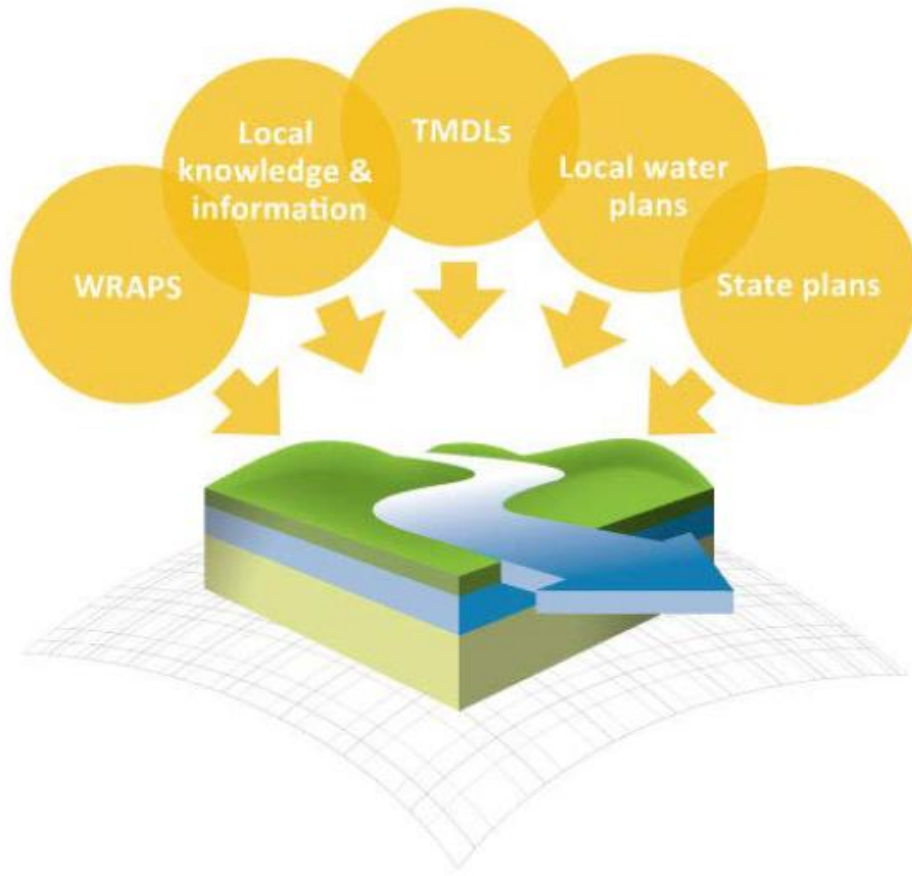 WRAPS
Local
knowledge &
information
TMDLs
Local water
plans
State plans